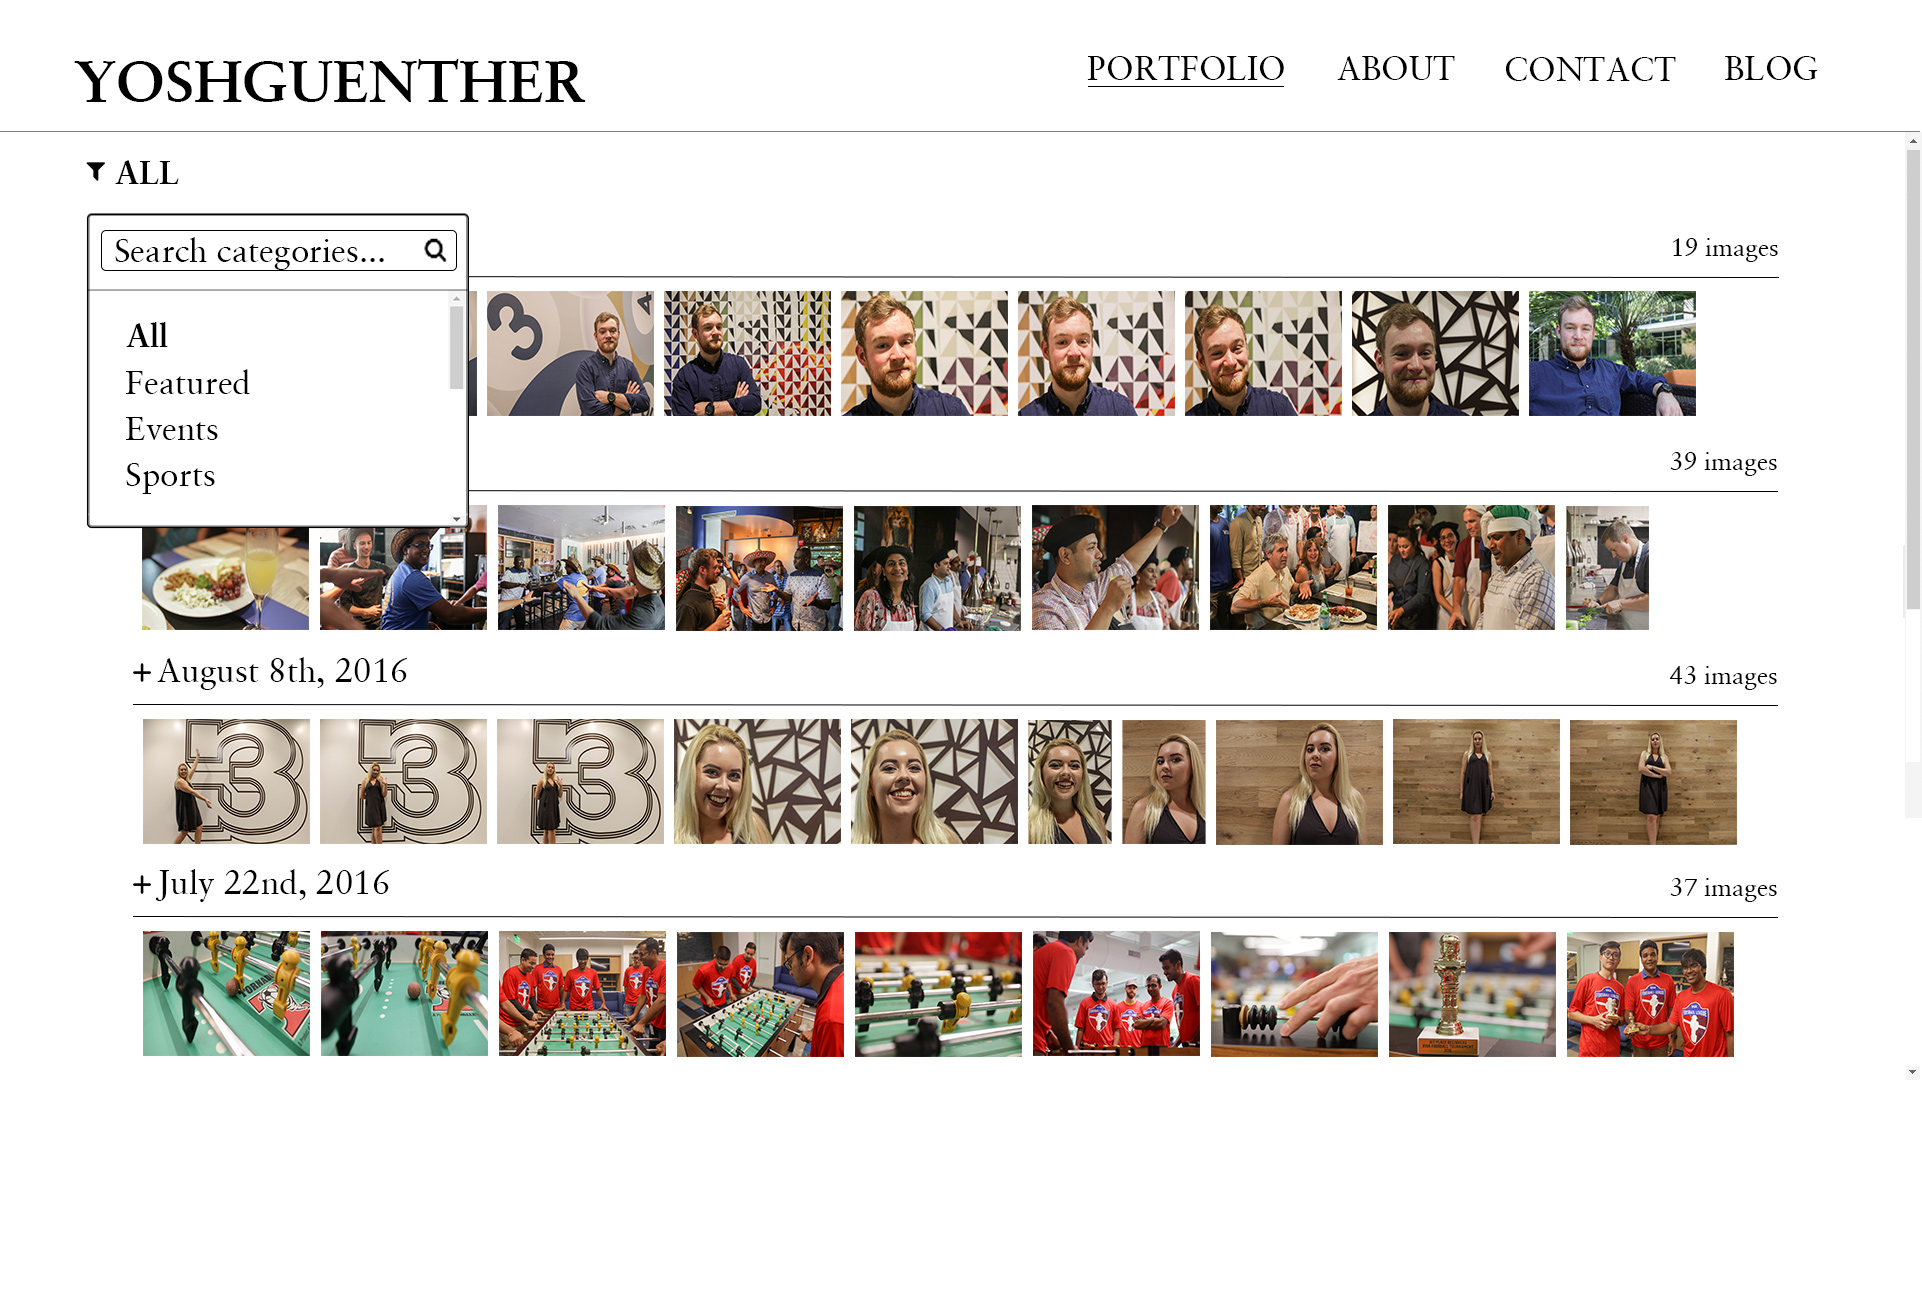 YOSHGUENTHER
PORTFOLIO ABOUT CONTACT BLOG
ALL
Search categories...
19 images
All
Featured
Events
Sports
39 images
+ August 8th, 2016
43 images
+ July 22nd, 2016
37 images